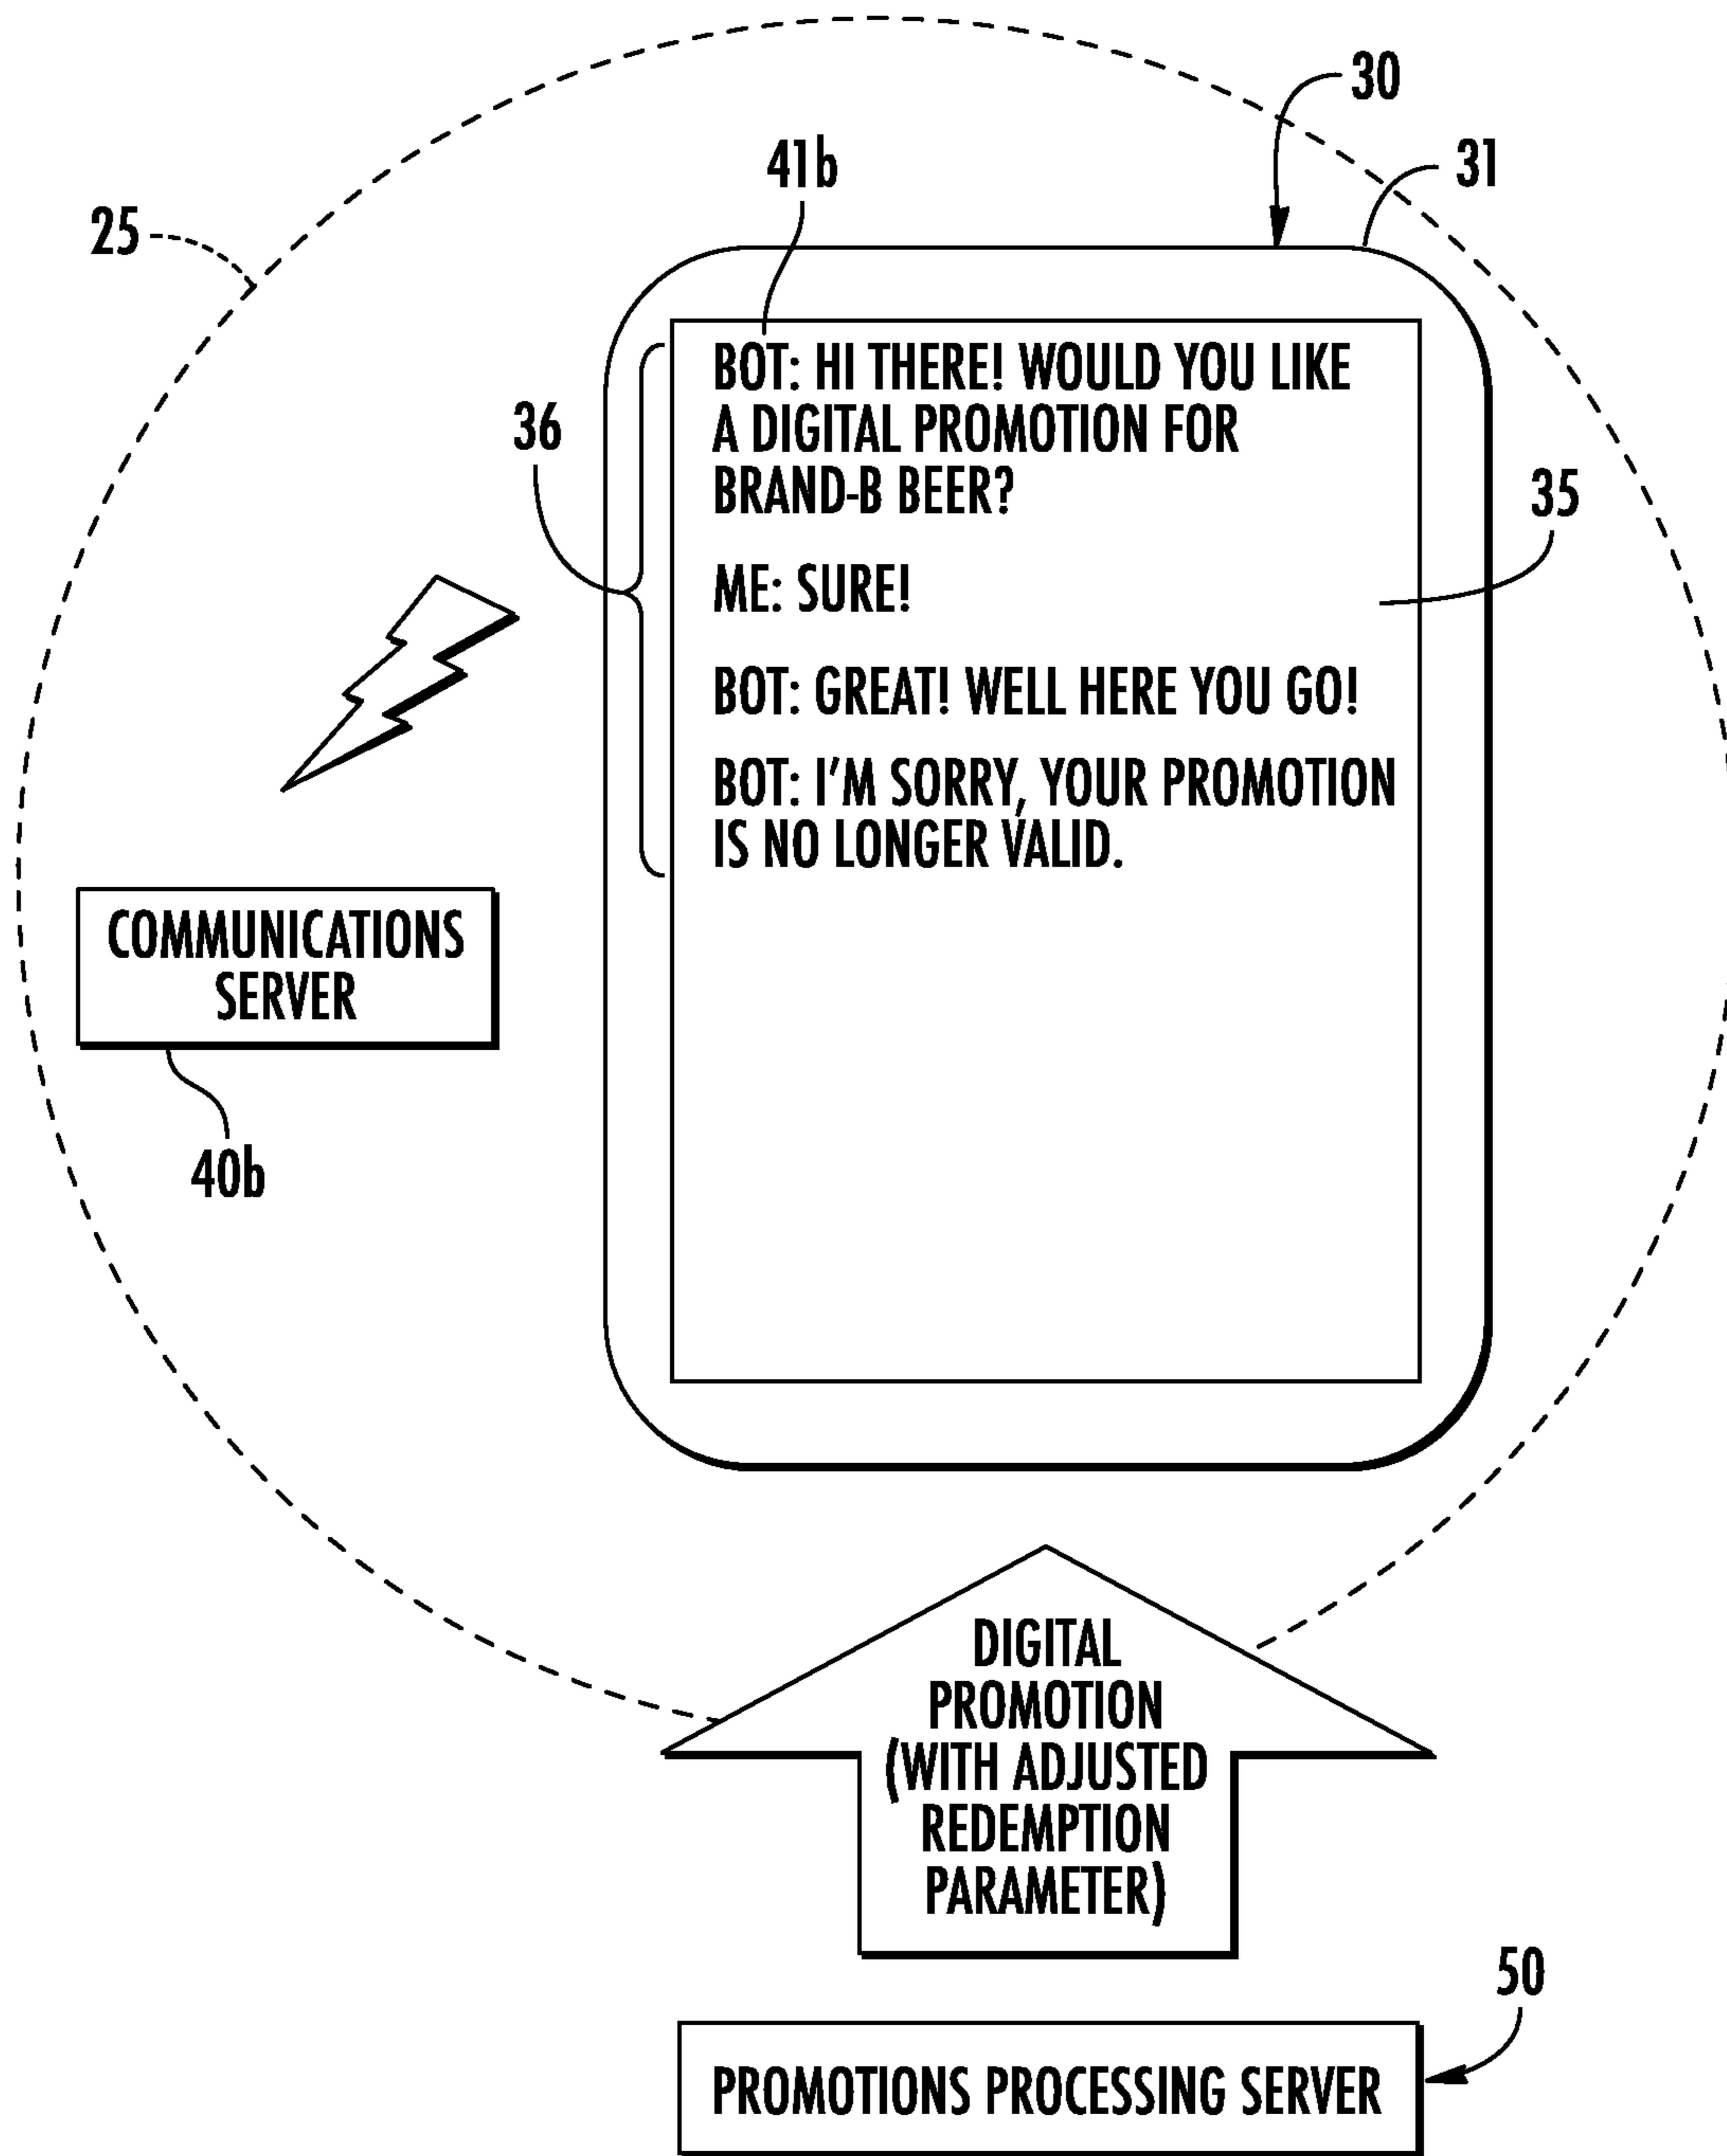 30
41b
31
25
BOT: HI THERE! WOULD YOU LIKE
A DIGITAL PROMOTION FOR
BRAND-B BEER?
36
35
ME: SURE!
BOT: GREAT! WELL HERE YOU GO!
BOT: I'M SORRY, YOUR PROMOTION
IS NO LONGER VALID.
COMMUNICATIONS
SERVER
40b
DIGITAL
PROMOTION
(WITH ADJUSTED
REDEMPTION
PARAMETER)
50
PROMOTIONS PROCESSING SERVER